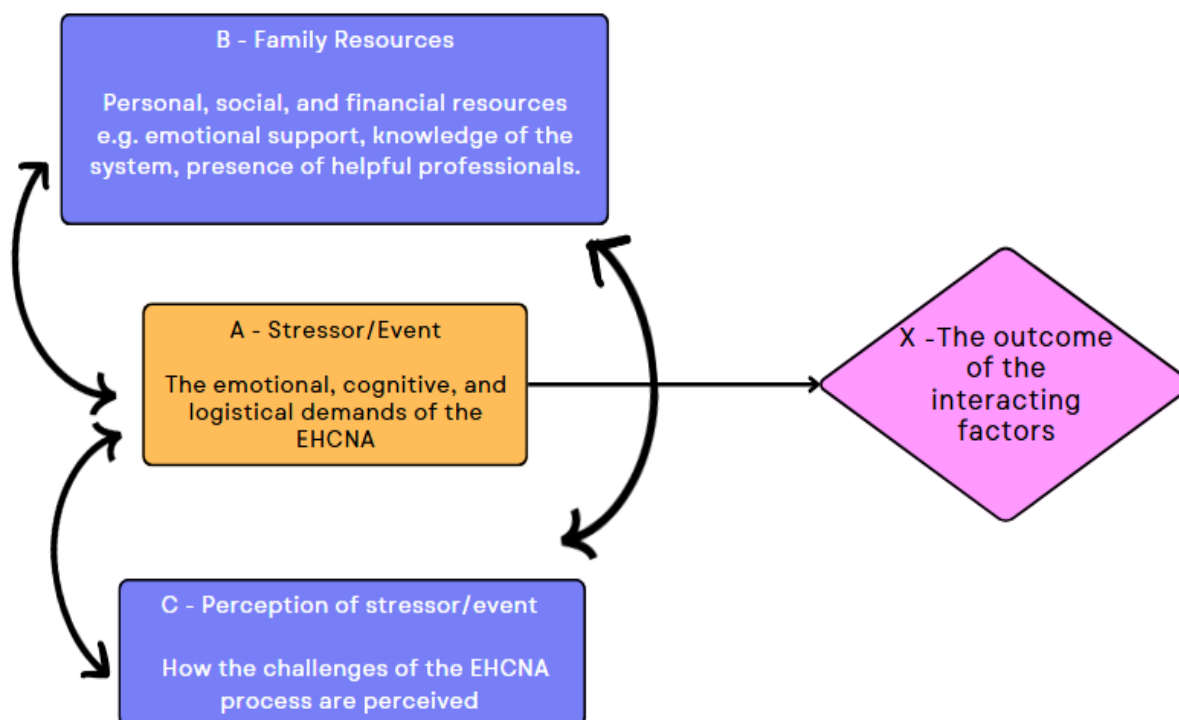 B - Family Resources
Personal, social, and financial resources
e.g. emotional support, knowledge of the
system, presence of helpful professionals.
A - Stressor/Event
The emotional, cognitive, and
logistical demands of the
EHCNA
X -The outcome
of the
interacting
factors
C - Perception of stressor/event
How the challenges of the EHCNA
process are perceived